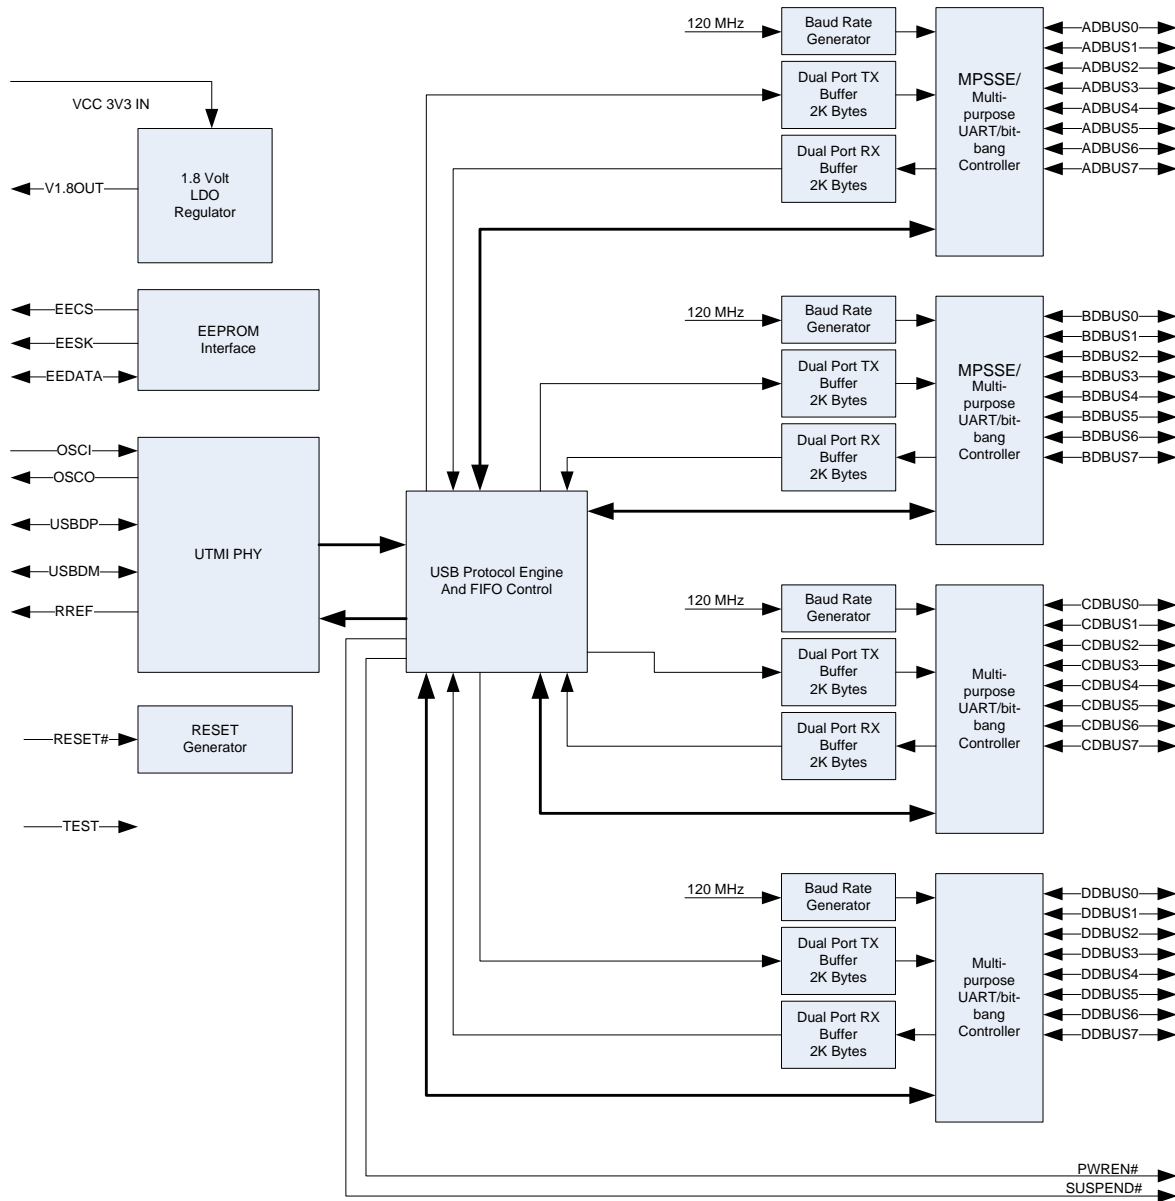 VCC 3V3 IN
1.8 Volt
LDO
Regulator
V1.8OUT
EECS
EESK
EEDATA
EEPROM
Interface
OSCI
OSCO
USBDP
USBDM
RREF
UTMI PHY
RESET#
RESET
Generator
TEST
USB Protocol Engine
And FIFO Control
120 MHz
Baud Rate
Generator
Dual Port TX
Buffer
2K Bytes
Dual Port RX
Buffer
2K Bytes
MPSSE/
Multi-
purpose
UART/bit-
bang
Controller
ADBUS0
ADBUS1
ADBUS2
ADBUS3
ADBUS4
ADBUS5
ADBUS6
ADBUS7
120 MHz
Baud Rate
Generator
Dual Port TX
Buffer
2K Bytes
Dual Port RX
Buffer
2K Bytes
MPSSE/
Multi-
purpose
UART/bit-
bang
Controller
BDBUS0
BDBUS1
BDBUS2
BDBUS3
BDBUS4
BDBUS5
BDBUS6
BDBUS7
120 MHz
Baud Rate
Generator
Dual Port TX
Buffer
2K Bytes
Dual Port RX
Buffer
2K Bytes
Multi-
purpose
UART/bit-
bang
Controller
CDBUS0
CDBUS1
CDBUS2
CDBUS3
CDBUS4
CDBUS5
CDBUS6
CDBUS7
120 MHz
Baud Rate
Generator
Dual Port TX
Buffer
2K Bytes
Dual Port RX
Buffer
2K Bytes
Multi-
purpose
UART/bit-
bang
Controller
DDBUS0
DDBUS1
DDBUS2
DDBUS3
DDBUS4
DDBUS5
DDBUS6
DDBUS7
PWREN#
SUSPEND#